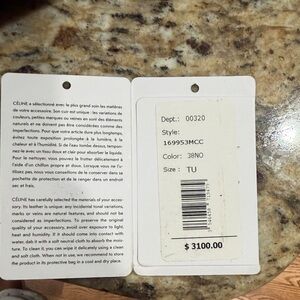 CÉLINE a sélectionné avec le plus grand soin les matières
de votre accessoire. Son cuir est unique : les variations de
couleurs, petites marques ou veines en sont des éléments
naturels et ne doivent pas être considérées comme des
imperfections. Pour que votre article dure plus longtemps,
évitez toute exposition prolongée à la lumière, à la
chaleur et à l'humidité. Si de l'eau tombe dessus, tamponnez-
le avec un tissu doux et clair pour absorber le liquide.
Pour le nettoyer, vous pouvez le frotter délicatement à
l'aide d'un chiffon propre et doux. Lorsque vous ne l'uti-
lisez pas, nous vous conseillons de le conserver dans sa
pochette de protection et de le ranger dans un endroit
sec et frais.
CÉLINE has carefully selected the materials of your acces-
sory. Its leather is unique: any incidental tonal variations,
marks or veins are natural features, and should not be
considered as imperfections. To preserve the original
quality of your accessory, avoid over exposure to light,
heat and humidity. If it should come into contact with
water, dab it with a soft neutral cloth to absorb the mois-
ture. To clean it, you can wipe it delicately using a clean
and soft cloth. When not in use, we recommend to store
the product in its protective bag in a cool and dry place.
Dept.: 00320
Style:
169953MCC
Color: 38NO
Size : TU
$ 3100.00